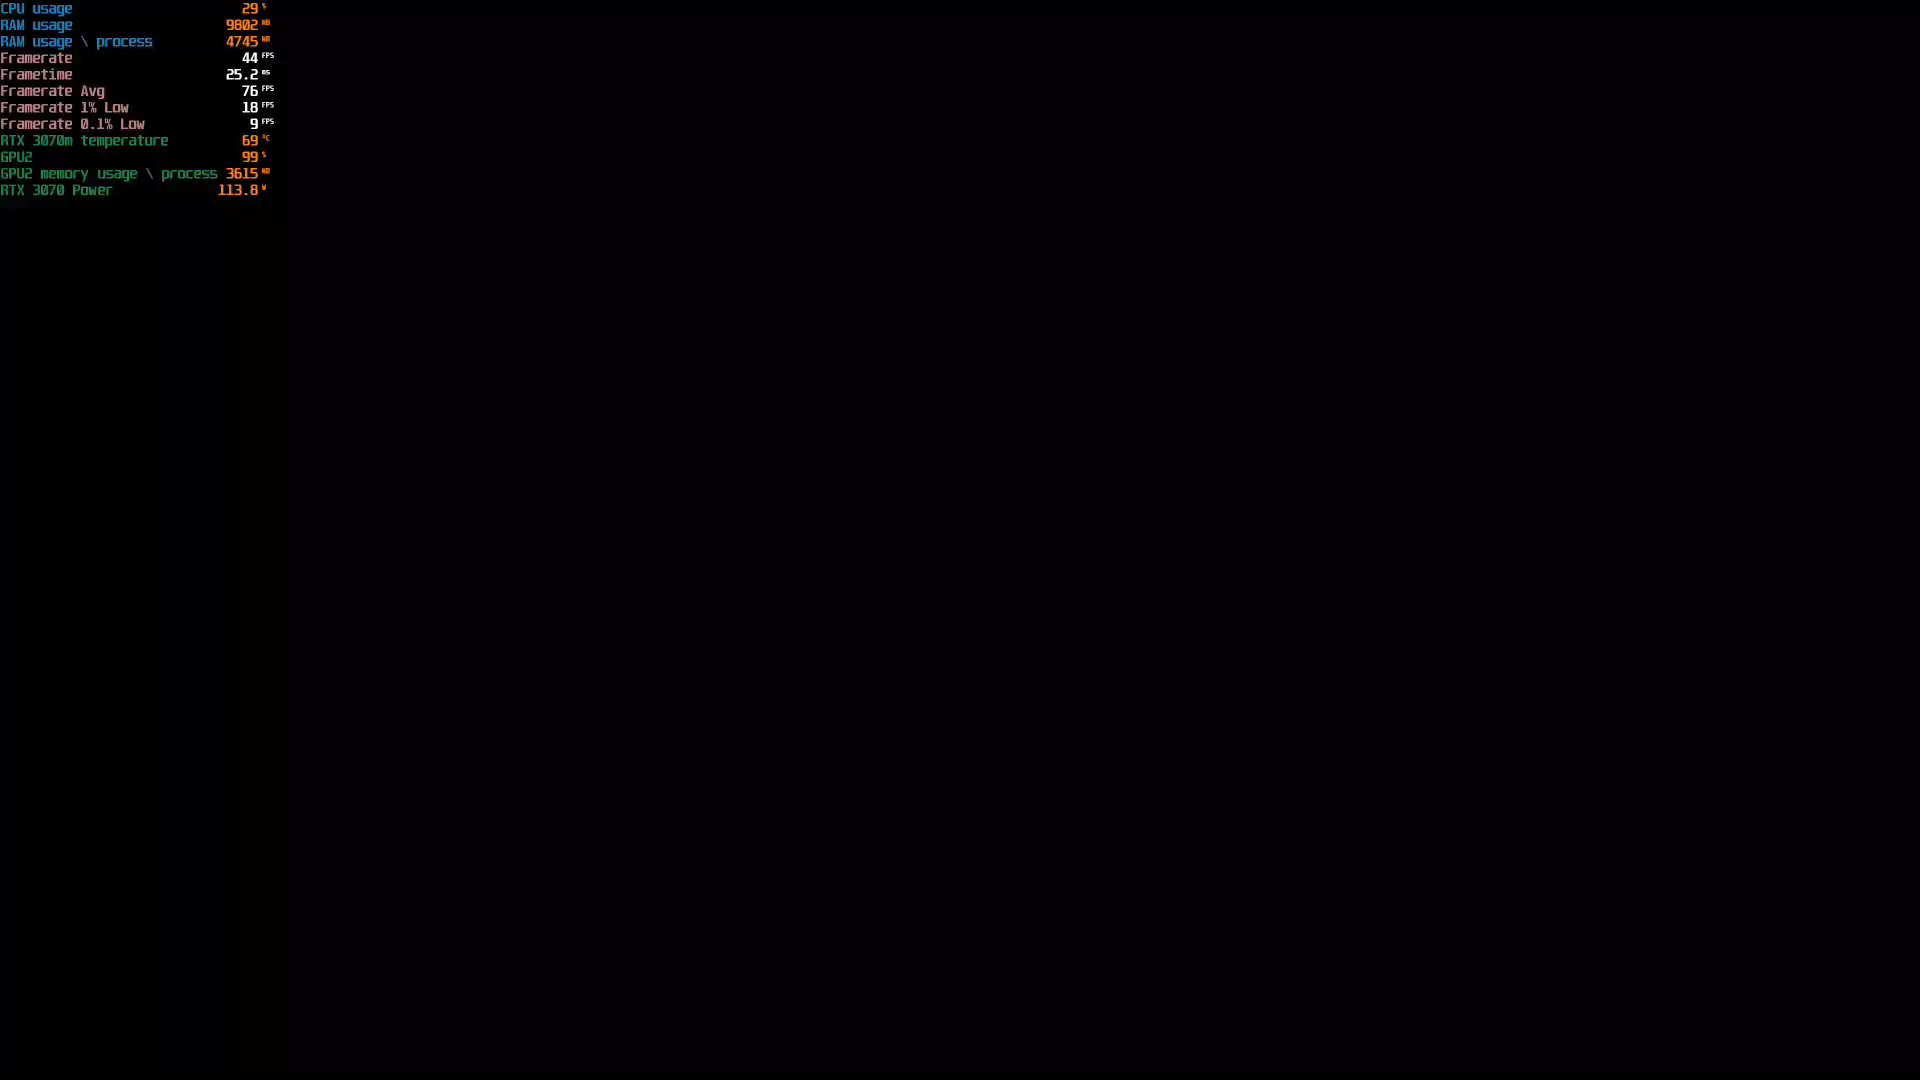 CPU usage 29 %
RAM usage 9802 MB
RAM usage \ process 4745 MB
Framerate 44 FPS
Frametime 25.2 ms
Framerate Avg 76 FPS
Framerate 1% Low 18 FPS
Framerate 0.1% Low 9 FPS
RTX 3070m temperature 69 °C
GPU2 99 %
GPU2 memory usage \ process 3615 MB
RTX 3070 Power 113.8 W